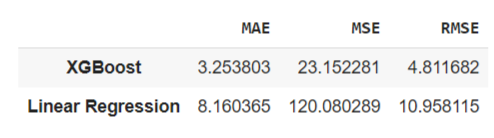 MAE MSE RMSE
XGBoost 3.253803 23.152281 4.811682
Linear Regression 8.160365 120.080289 10.958115